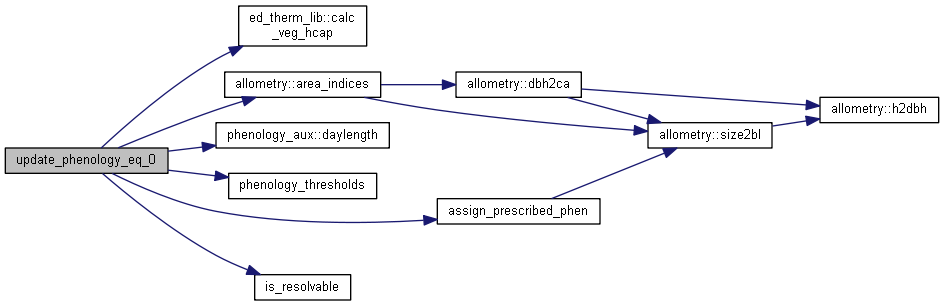 ed_therm_lib::calc
_veg_hcap
allometry::area_indices
allometry::dbh2ca
allometry::h2dbh
phenology_aux::daylength
allometry::size2bl
update_phenology_eq_0
phenology_thresholds
assign_prescribed_phen
is_resolvable